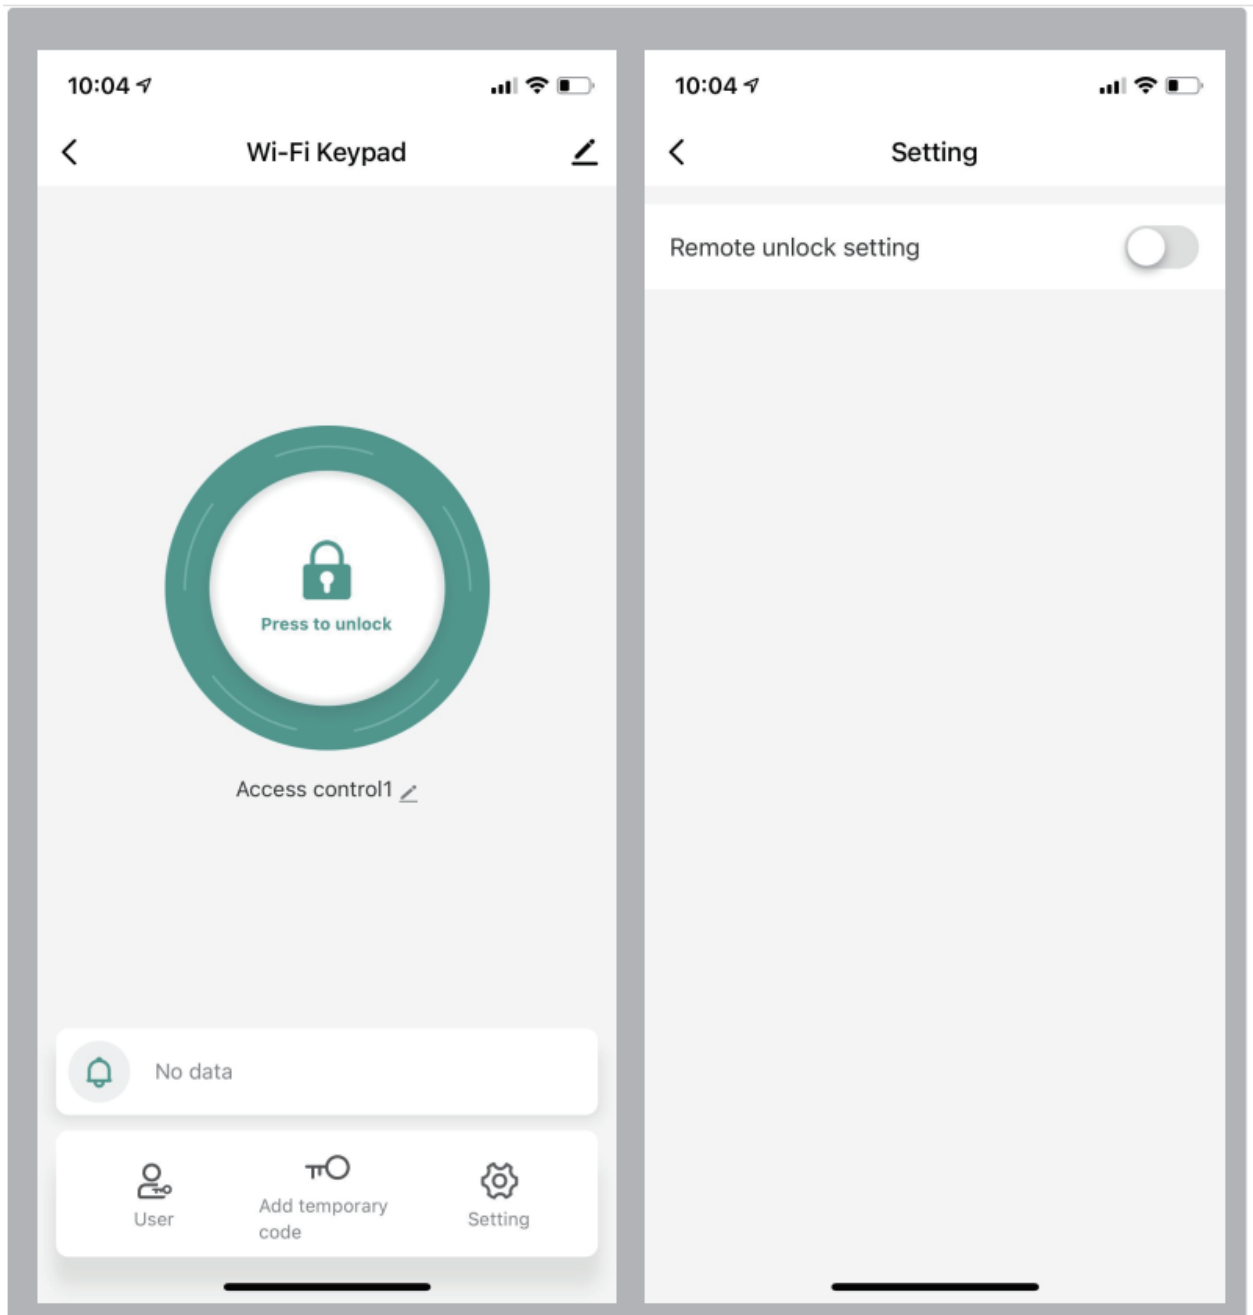 10:04
Wi-Fi Keypad
Press to unlock
Access control1
No data
User
Add temporary
code
Setting
10:04
Setting
Remote unlock setting